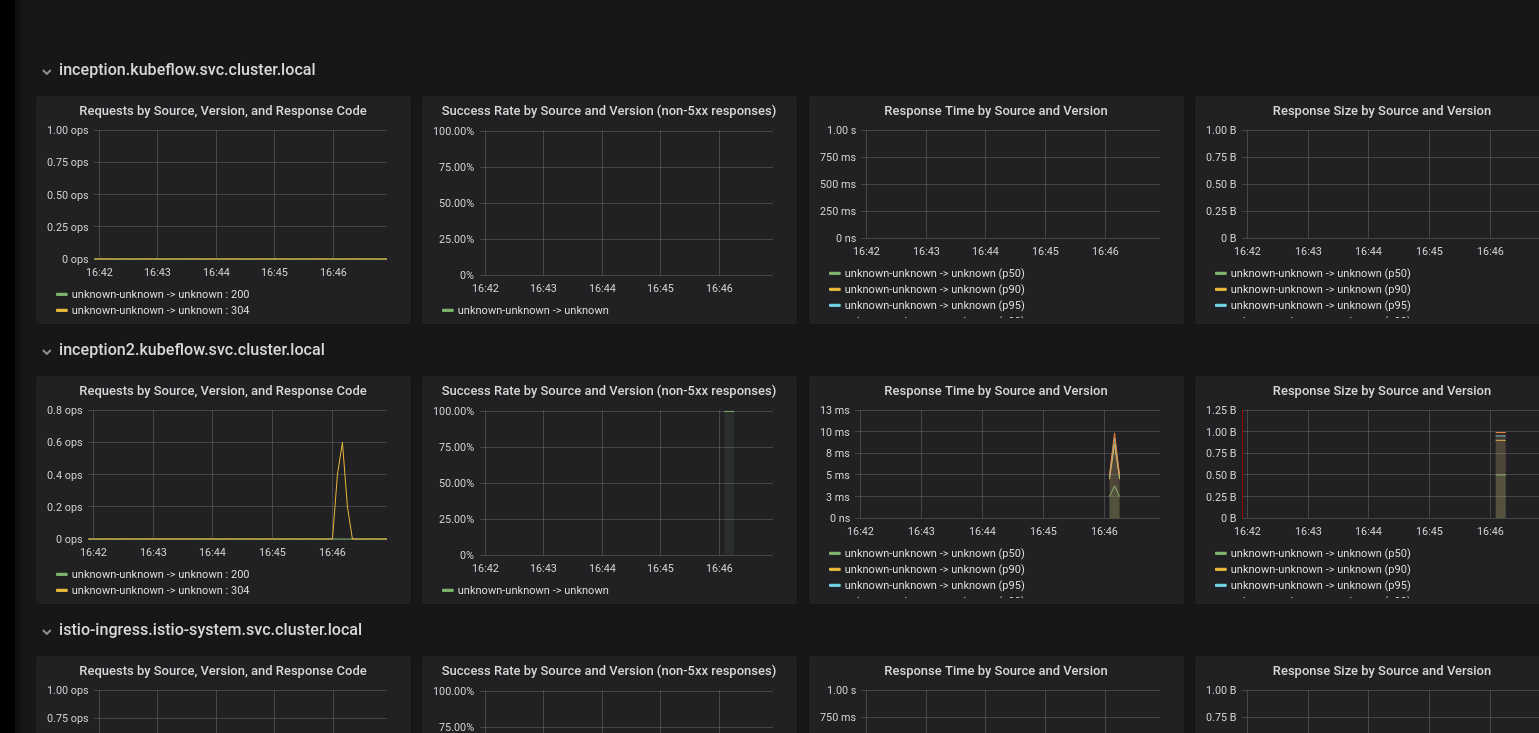 inception.kubeflow.svc.cluster.local
Requests by Source, Version, and Response Code
1.00 ops
0.75 ops
0.50 ops
0.25 ops
0 ops
16:42 16:43 16:44 16:45 16:46
unknown-unknown -> unknown : 200
unknown-unknown -> unknown : 304
Success Rate by Source and Version (non-5xx responses)
100.00%
75.00%
50.00%
25.00%
0%
16:42 16:43 16:44 16:45 16:46
unknown-unknown -> unknown
Response Time by Source and Version
1.00 s
750 ms
500 ms
250 ms
0 ns
16:42 16:43 16:44 16:45 16:46
unknown-unknown -> unknown (p50)
unknown-unknown -> unknown (p90)
unknown-unknown -> unknown (p95)
Response Size by Source and Version
1.00 B
0.75 B
0.50 B
0.25 B
0 B
16:42 16:43 16:44 16:45 16:46
unknown-unknown -> unknown (p50)
unknown-unknown -> unknown (p90)
unknown-unknown -> unknown (p95)
inception2.kubeflow.svc.cluster.local
Requests by Source, Version, and Response Code
0.8 ops
0.6 ops
0.4 ops
0.2 ops
0 ops
16:42 16:43 16:44 16:45 16:46
unknown-unknown -> unknown : 200
unknown-unknown -> unknown : 304
Success Rate by Source and Version (non-5xx responses)
100.00%
75.00%
50.00%
25.00%
0%
16:42 16:43 16:44 16:45 16:46
unknown-unknown -> unknown
Response Time by Source and Version
13 ms
10 ms
8 ms
5 ms
3 ms
0 ns
16:42 16:43 16:44 16:45 16:46
unknown-unknown -> unknown (p50)
unknown-unknown -> unknown (p90)
unknown-unknown -> unknown (p95)
Response Size by Source and Version
1.25 B
1.00 B
0.75 B
0.50 B
0.25 B
0 B
16:42 16:43 16:44 16:45 16:46
unknown-unknown -> unknown (p50)
unknown-unknown -> unknown (p90)
unknown-unknown -> unknown (p95)
istio-ingress.istio-system.svc.cluster.local
Requests by Source, Version, and Response Code
1.00 ops
0.75 ops
Success Rate by Source and Version (non-5xx responses)
100.00%
75.00%
Response Time by Source and Version
1.00 s
750 ms
Response Size by Source and Version
1.00 B
0.75 B